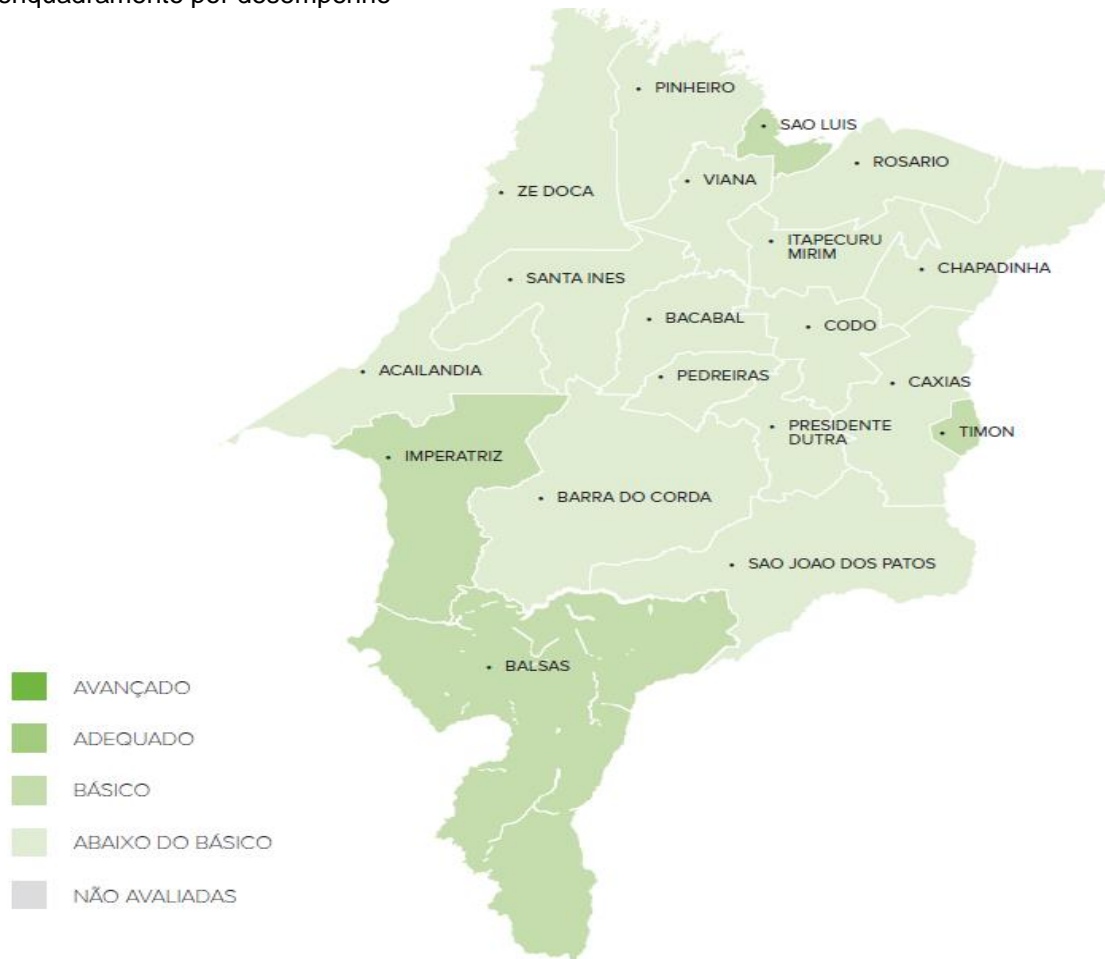 enquadramento por desempenho
PINHEIRO
SAO LUIS
ROSARIO
VIANA
ZE DOCA
ITAPECURU
MIRIM
CHAPADINHA
SANTA INES
BACABAL
CODO
ACAILANDIA
PEDREIRAS
CAXIAS
PRESIDENTE
DUTRA
TIMON
IMPERATRIZ
BARRA DO CORDA
SAO JOAO DOS PATOS
BALSAS
AVANÇADO
ADEQUADO
BÁSICO
ABAIXO DO BÁSICO
NÃO AVALIADAS